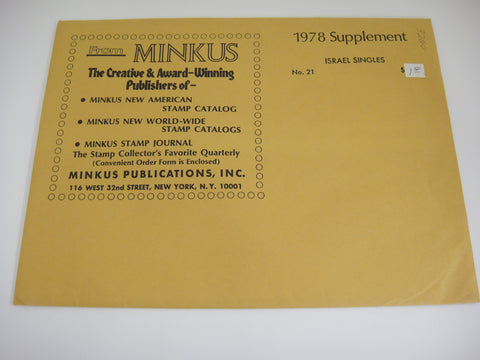 From MINKUS
The Creative & Award-Winning
Publishers of-
• MINKUS NEW AMERICAN
STAMP CATALOG
• MINKUS NEW WORLD-WIDE
STAMP CATALOGS
• MINKUS STAMP JOURNAL
The Stamp Collector's Favorite Quarterly
(Convenient Order Form is Enclosed)
MINKUS PUBLICATIONS, INC.
116 WEST 32nd STREET, NEW YORK, N.Y. 10001
1978 Supplement
ISRAEL SINGLES
No. 21
$